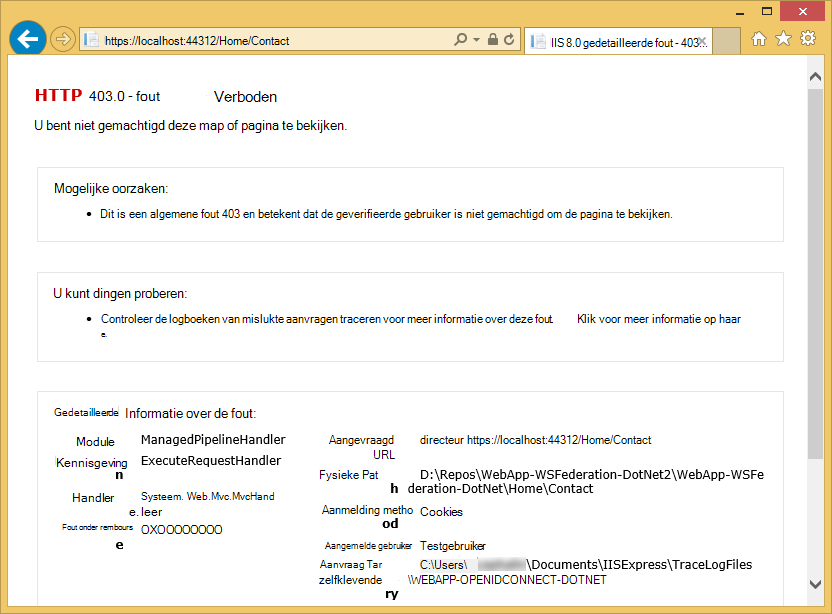 https://localhost:44312/Home/Contact
IIS 8.0 gedetailleerde fout - 403.
HTTP 403.0 - fout Verboden
U bent niet gemachtigd deze map of pagina te bekijken.
Mogelijke oorzaken:
• Dit is een algemene fout 403 en betekent dat de geverifieerde gebruiker is niet gemachtigd om de pagina te bekijken.
U kunt dingen proberen:
• Controleer de logboeken van mislukte aanvragen traceren voor meer informatie over deze fout. Klik voor meer informatie op haar
e.
Gedetailleerde Informatie over de fout:
Module ManagedPipelineHandler
Kennisgeving ExecuteRequestHandler
n
Handler Systeem. Web.Mvc.MvcHand
e. leer
Fout onder rembours 0X00000000
e
Aangevraagd directeur https://localhost:44312/Home/Contact
URL
Fysieke Pat D:\Repos\WebApp-WSFederation-DotNet2\WebApp-WSFe
h deration-DotNet\Home\Contact
Aanmelding metho Cookies
od
Aangemelde gebruiker Testgebruiker
Aanvraag Tar C:\Users\ \Documents\IISExpress\TraceLogFiles
zelfklevende \WEBAPP-OPENIDCONNECT-DOTNET
ry